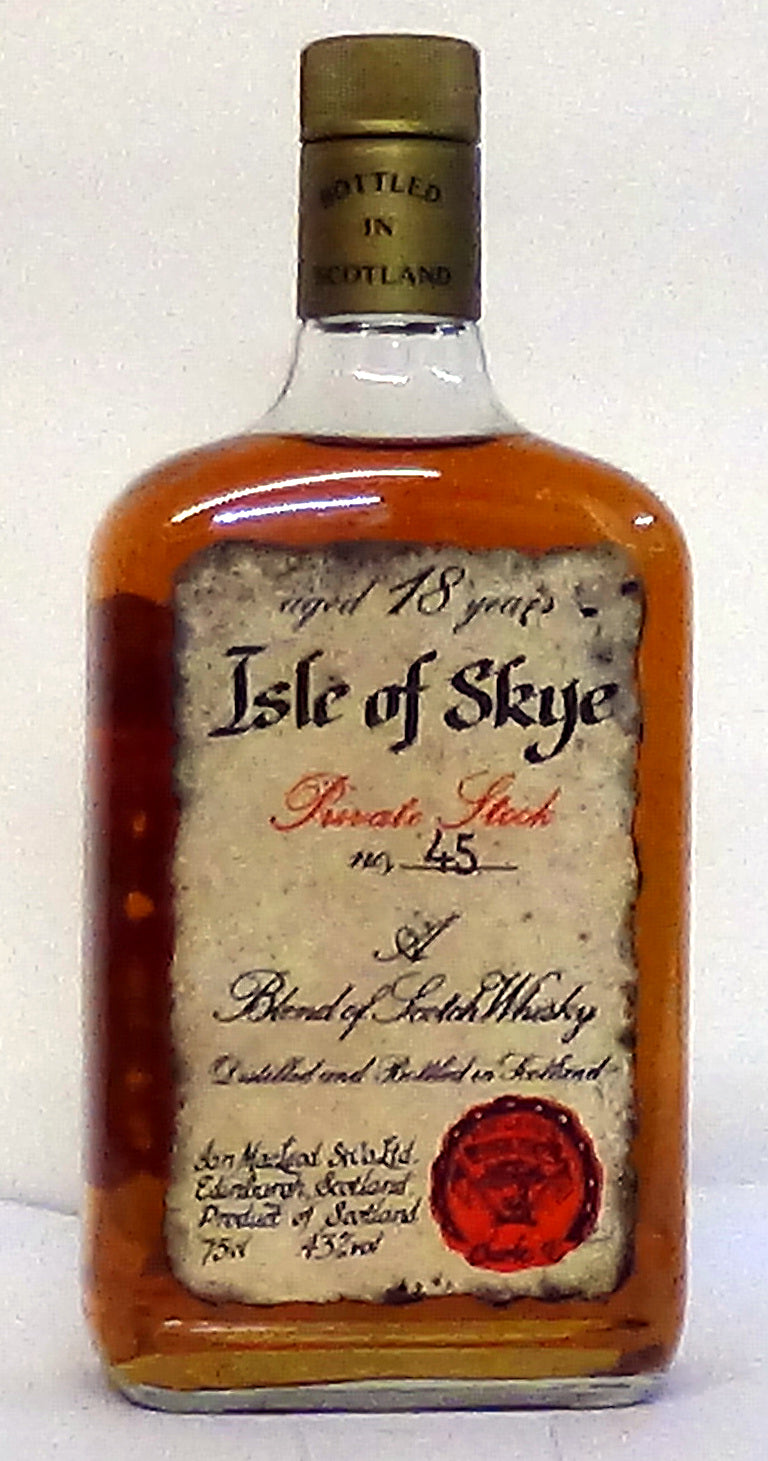 BOTTLED
IN
SCOTLAND
aged 18 years
Isle of Skye
Private Stock
no, 45
A
Blend of Scotch Whisky
Distilled and Bottled in Scotland
Ian MacLeod & Co Ltd.
Edinburgh, Scotland
Product of Scotland
75cl 43%vol